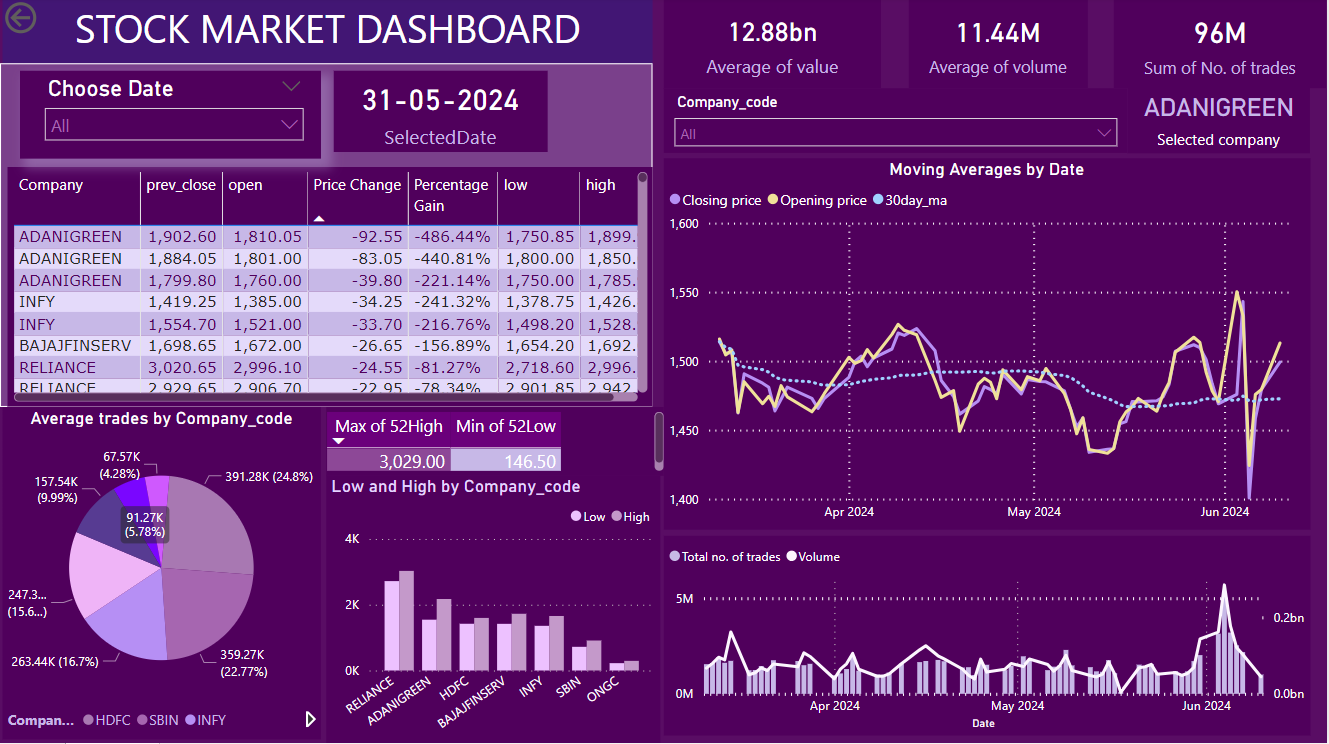 STOCK MARKET DASHBOARD
Choose Date
All
31-05-2024
SelectedDate
12.88bn
Average of value
11.44M
Average of volume
96M
Sum of No. of trades
Company_code
All
ADANIGREEN
Selected company
Company prev_close open Price Change Percentage Gain low high
ADANIGREEN 1,902.60 1,810.05 -92.55 -486.44% 1,750.85 1,899.
ADANIGREEN 1,884.05 1,801.00 -83.05 -440.81% 1,800.00 1,850.
ADANIGREEN 1,799.80 1,760.00 -39.80 -221.14% 1,750.00 1,785.
INFY 1,419.25 1,385.00 -34.25 -241.32% 1,378.75 1,426.
INFY 1,554.70 1,521.00 -33.70 -216.76% 1,498.20 1,528.
BAJAJFINSERV 1,698.65 1,672.00 -26.65 -156.89% 1,654.20 1,692.
RELIANCE 3,020.65 2,996.10 -24.55 -81.27% 2,718.60 2,996.
RELIANCE 2,929.65 2,906.70 -22.95 -78.34% 2,901.85 2,942.
Moving Averages by Date
Closing price Opening price 30day_ma
1,600
1,550
1,500
1,450
1,400
Apr 2024 May 2024 Jun 2024
Average trades by Company_code
67.57K
(4.28%)
391.28K (24.8%)
157.54K
(9.99%)
91.27K
(5.78%)
247.3...
(15.6...)
263.44K (16.7%)
359.27K
(22.77%)
Compan... HDFC SBIN INFY
Max of 52High Min of 52Low
3,029.00 146.50
Low and High by Company_code
Low High
4K
2K
0K
RELIANCE ADANIGREEN HDFC BAJAJFINSERV INFY SBIN ONGC
Total no. of trades Volume
5M
0.2bn
0M
0.0bn
Apr 2024 May 2024 Jun 2024
Date